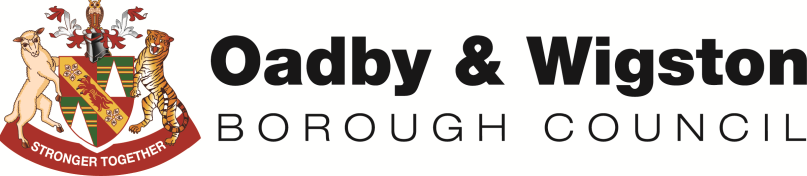 Oadby & Wigston
BOROUGH COUNCIL
STRONGER TOGETHER